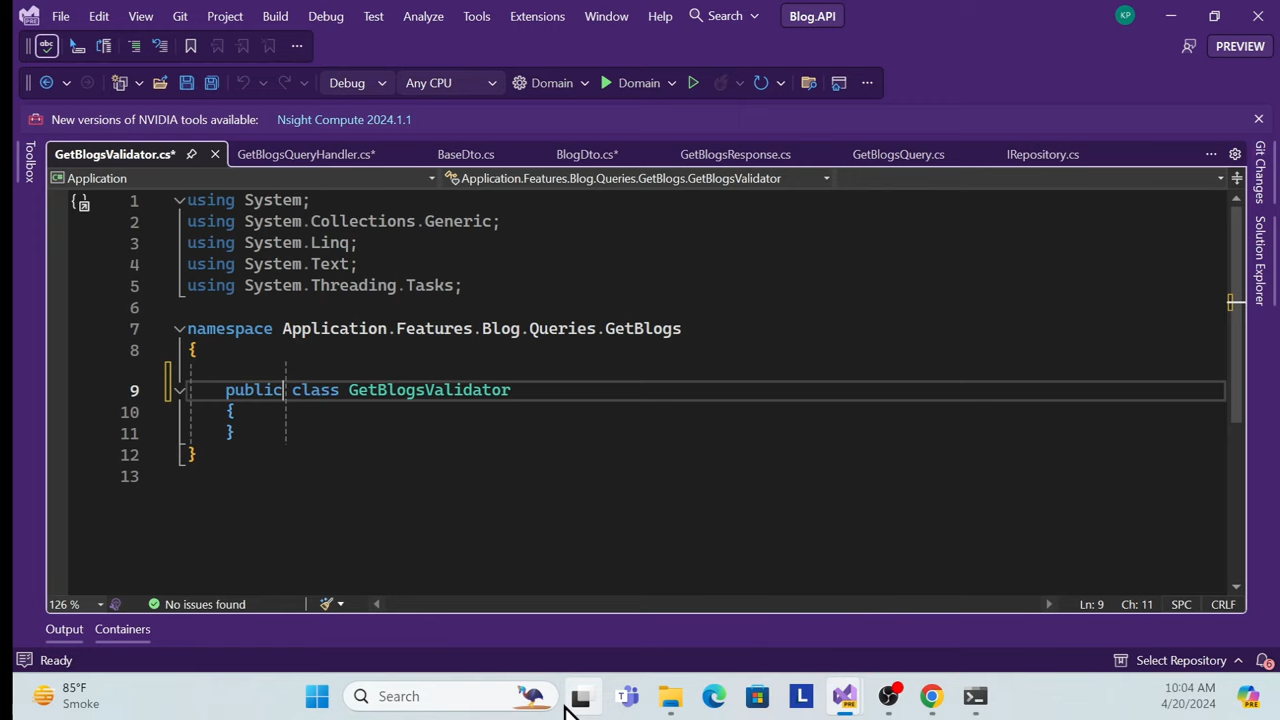 File Edit View Git Project Build Debug Test Analyze Tools Extensions Window Help Search Blog.API KP
abc PREVIEW
Debug Any CPU Domain Domain
New versions of NVIDIA tools available: Nsight Compute 2024.1.1
GetBlogsValidator.cs* GetBlogsQueryHandler.cs* BaseDto.cs BlogDto.cs* GetBlogsResponse.cs GetBlogsQuery.cs IRepository.cs
Toolbox
Git Changes
Solution Explorer
Application Application.Features.Blog.Queries.GetBlogs.GetBlogsValidator
1 using System;
2 using System.Collections.Generic;
3 using System.Linq;
4 using System.Text;
5 using System.Threading.Tasks;
6
7 namespace Application.Features.Blog.Queries.GetBlogs
8 {
9 public class GetBlogsValidator
10 {
11 }
12 }
13
126 % No issues found Ln: 9 Ch: 11 SPC CRLF
Output Containers
Ready Select Repository 6
85°F
Smoke
Search
L
PRE
10:04 AM
4/20/2024
PRE